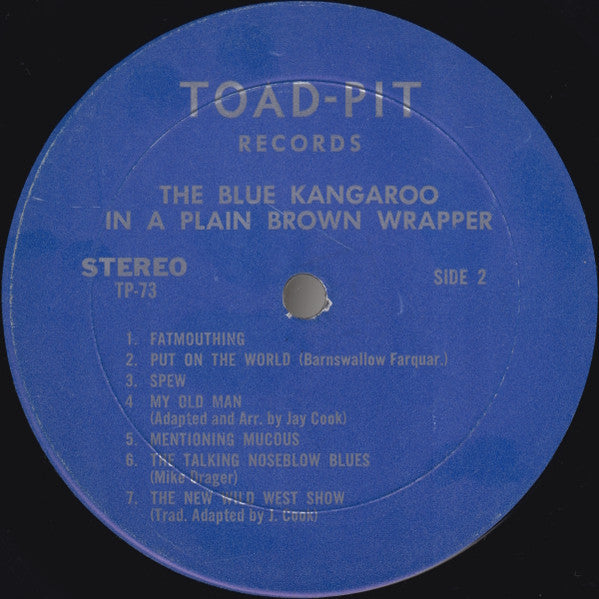 TOAD-PIT
RECORDS
THE BLUE KANGAROO
IN A PLAIN BROWN WRAPPER
STEREO
TP-73
SIDE 2
1. FATMOUTHING
2. PUT ON THE WORLD (Barnswallow Farquar.)
3. SPEW
4 MY OLD MAN
(Adapted and Arr. by Jay Cook)
5. MENTIONING MUCOUS
6. THE TALKING NOSEBLOW BLUES
(Mike Drager)
7. THE NEW WILD WEST SHOW
(Trad. Adapted by J. Cook)